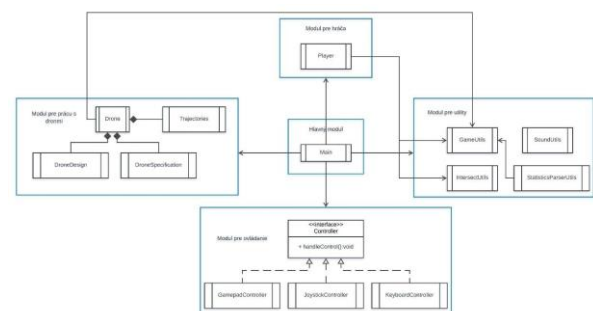 Modul pre hráča
Player
Modul pre prácu s
dronmi
Drone
Trajectories
DroneDesign
DroneSpecification
Hlavný modul
Main
Modul pre utility
GameUtils
SoundUtils
IntersectUtils
StatisticsParserUtils
Modul pre ovládanie
<<interface>>
Controller
+ handleControl():void
GamepadController
JoystickController
KeyboardController